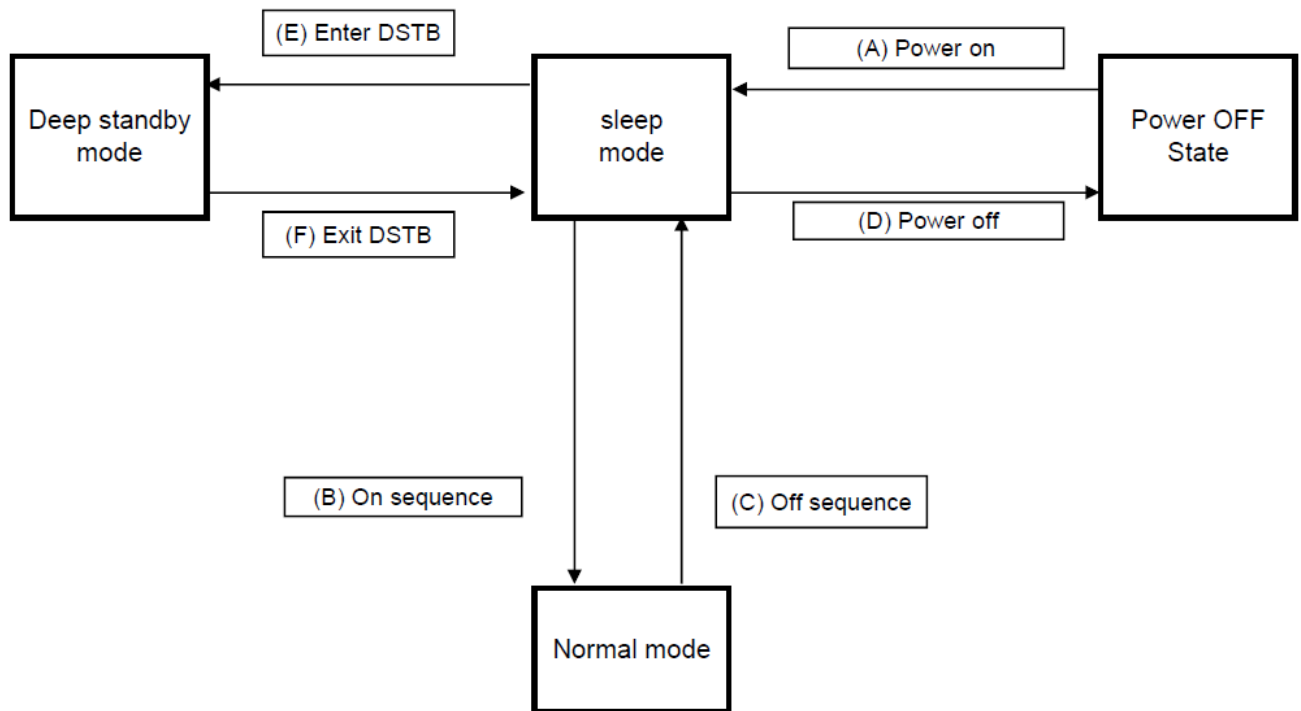 (E) Enter DSTB
(A) Power on
Deep standby
mode
sleep
mode
Power OFF
State
(F) Exit DSTB
(D) Power off
(B) On sequence
(C) Off sequence
Normal mode